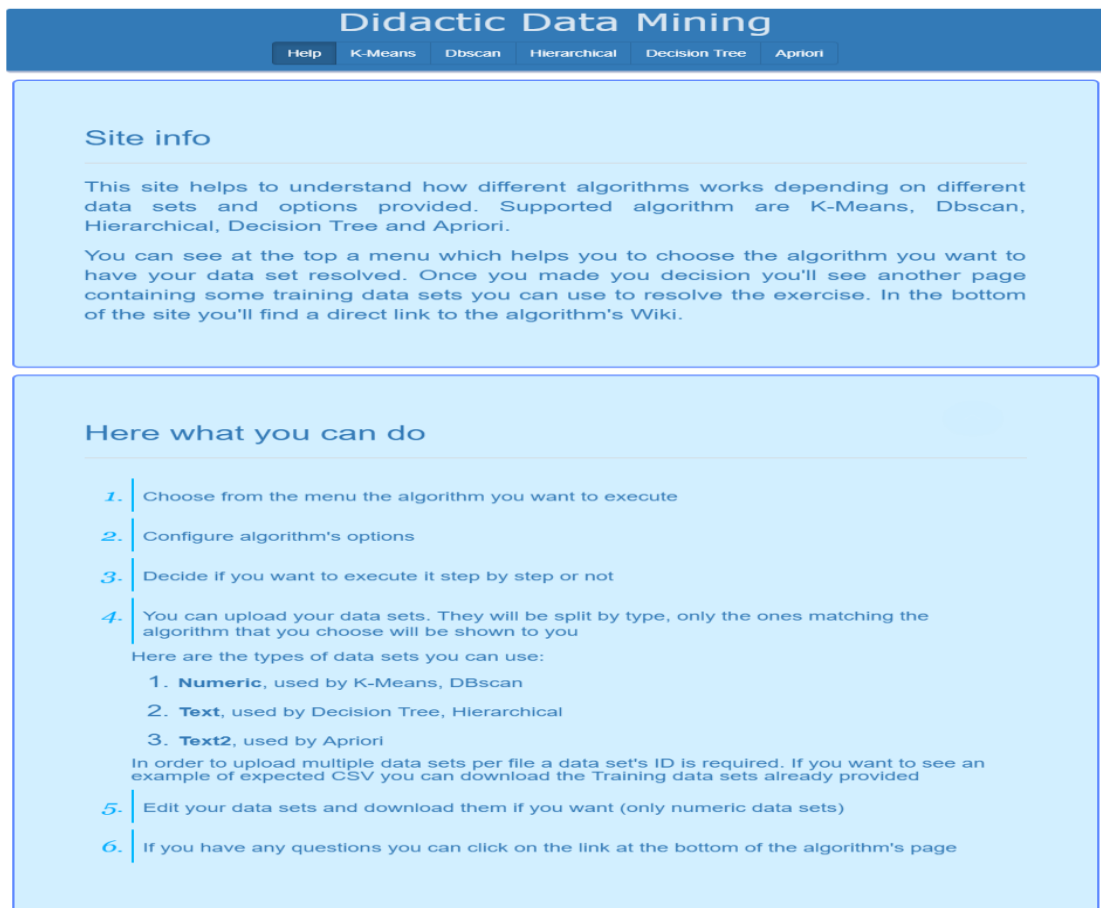 Didactic Data Mining
Help K-Means Dbscan Hierarchical Decision Tree Apriori
Site info
This site helps to understand how different algorithms works depending on different
data sets and options provided. Supported algorithm are K-Means, Dbscan,
Hierarchical, Decision Tree and Apriori.
You can see at the top a menu which helps you to choose the algorithm you want to
have your data set resolved. Once you made you decision you'll see another page
containing some training data sets you can use to resolve the exercise. In the bottom
of the site you'll find a direct link to the algorithm's Wiki.
Here what you can do
1. Choose from the menu the algorithm you want to execute
2. Configure algorithm's options
3. Decide if you want to execute it step by step or not
4. You can upload your data sets. They will be split by type, only the ones matching the
algorithm that you choose will be shown to you
Here are the types of data sets you can use:
1. Numeric, used by K-Means, DBscan
2. Text, used by Decision Tree, Hierarchical
3. Text2, used by Apriori
In order to upload multiple data sets per file a data set's ID is required. If you want to see an
example of expected CSV you can download the Training data sets already provided
5. Edit your data sets and download them if you want (only numeric data sets)
6. If you have any questions you can click on the link at the bottom of the algorithm's page